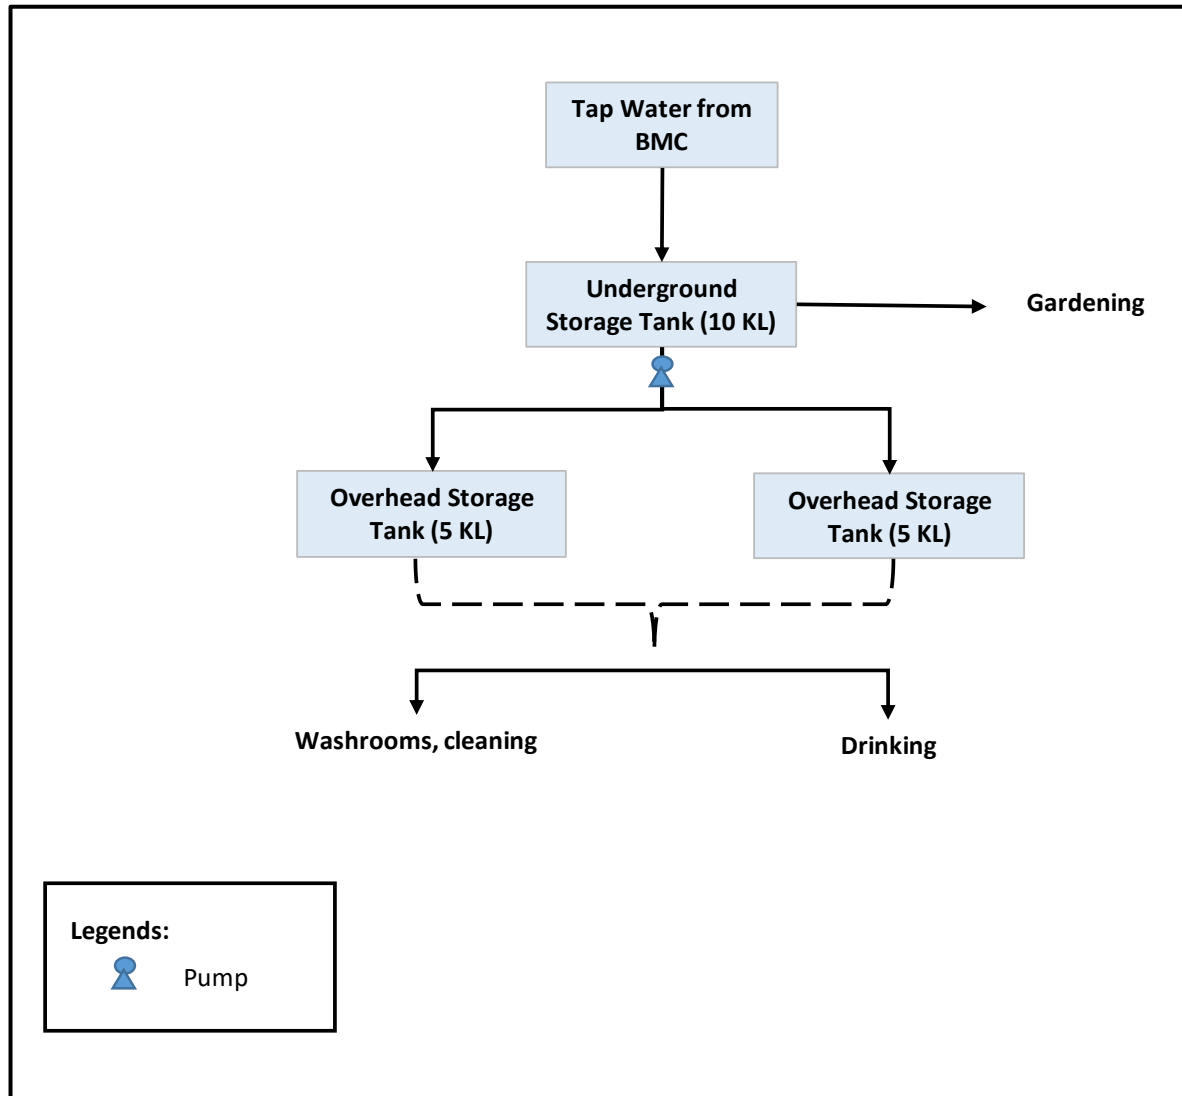 Tap Water from
BMC
Underground
Storage Tank (10 KL)
Gardening
Overhead Storage
Tank (5 KL)
Overhead Storage
Tank (5 KL)
Washrooms, cleaning
Drinking
Legends:
Pump